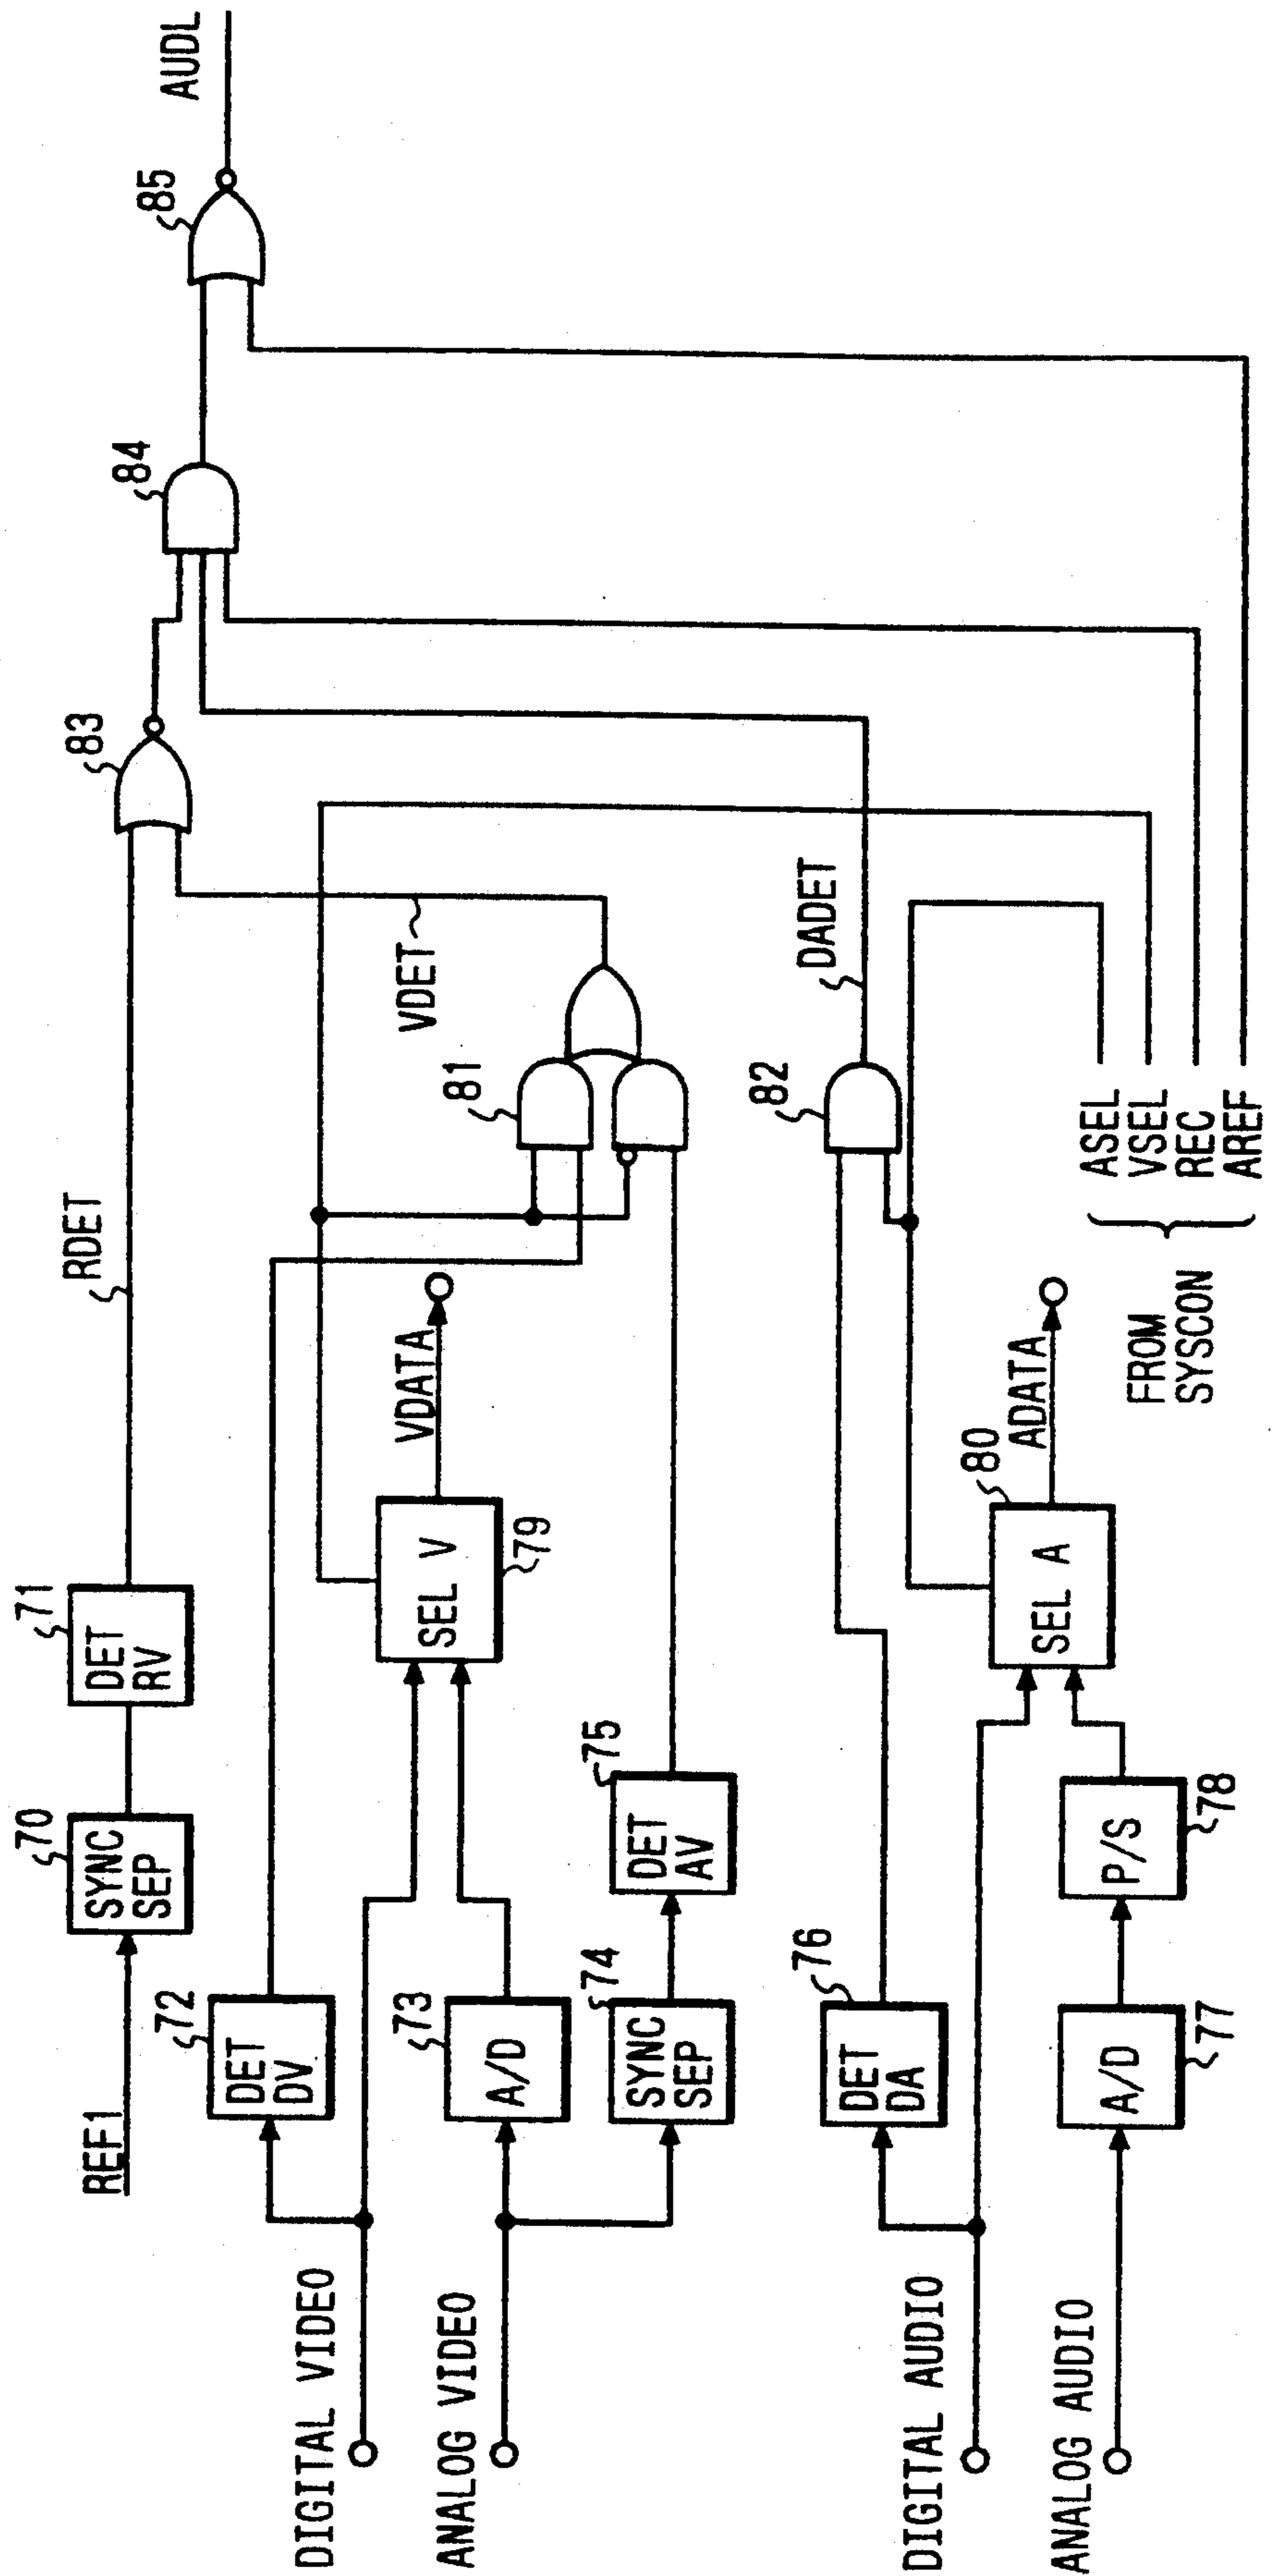 REF1
70
SYNC
SEP
71
DET
RV
RDET
83
84
85
AUDL
DIGITAL VIDEO
72
DET
DV
ANALOG VIDEO
73
A/D
74
SYNC
SEP
75
DET
AV
SEL V
79
VDATA
81
VDET
DIGITAL AUDIO
76
DET
DA
ANALOG AUDIO
A/D
77
P/S
78
SEL A
80
ADATA
82
DADET
FROM
SYSCON
ASEL
VSEL
REC
AREF